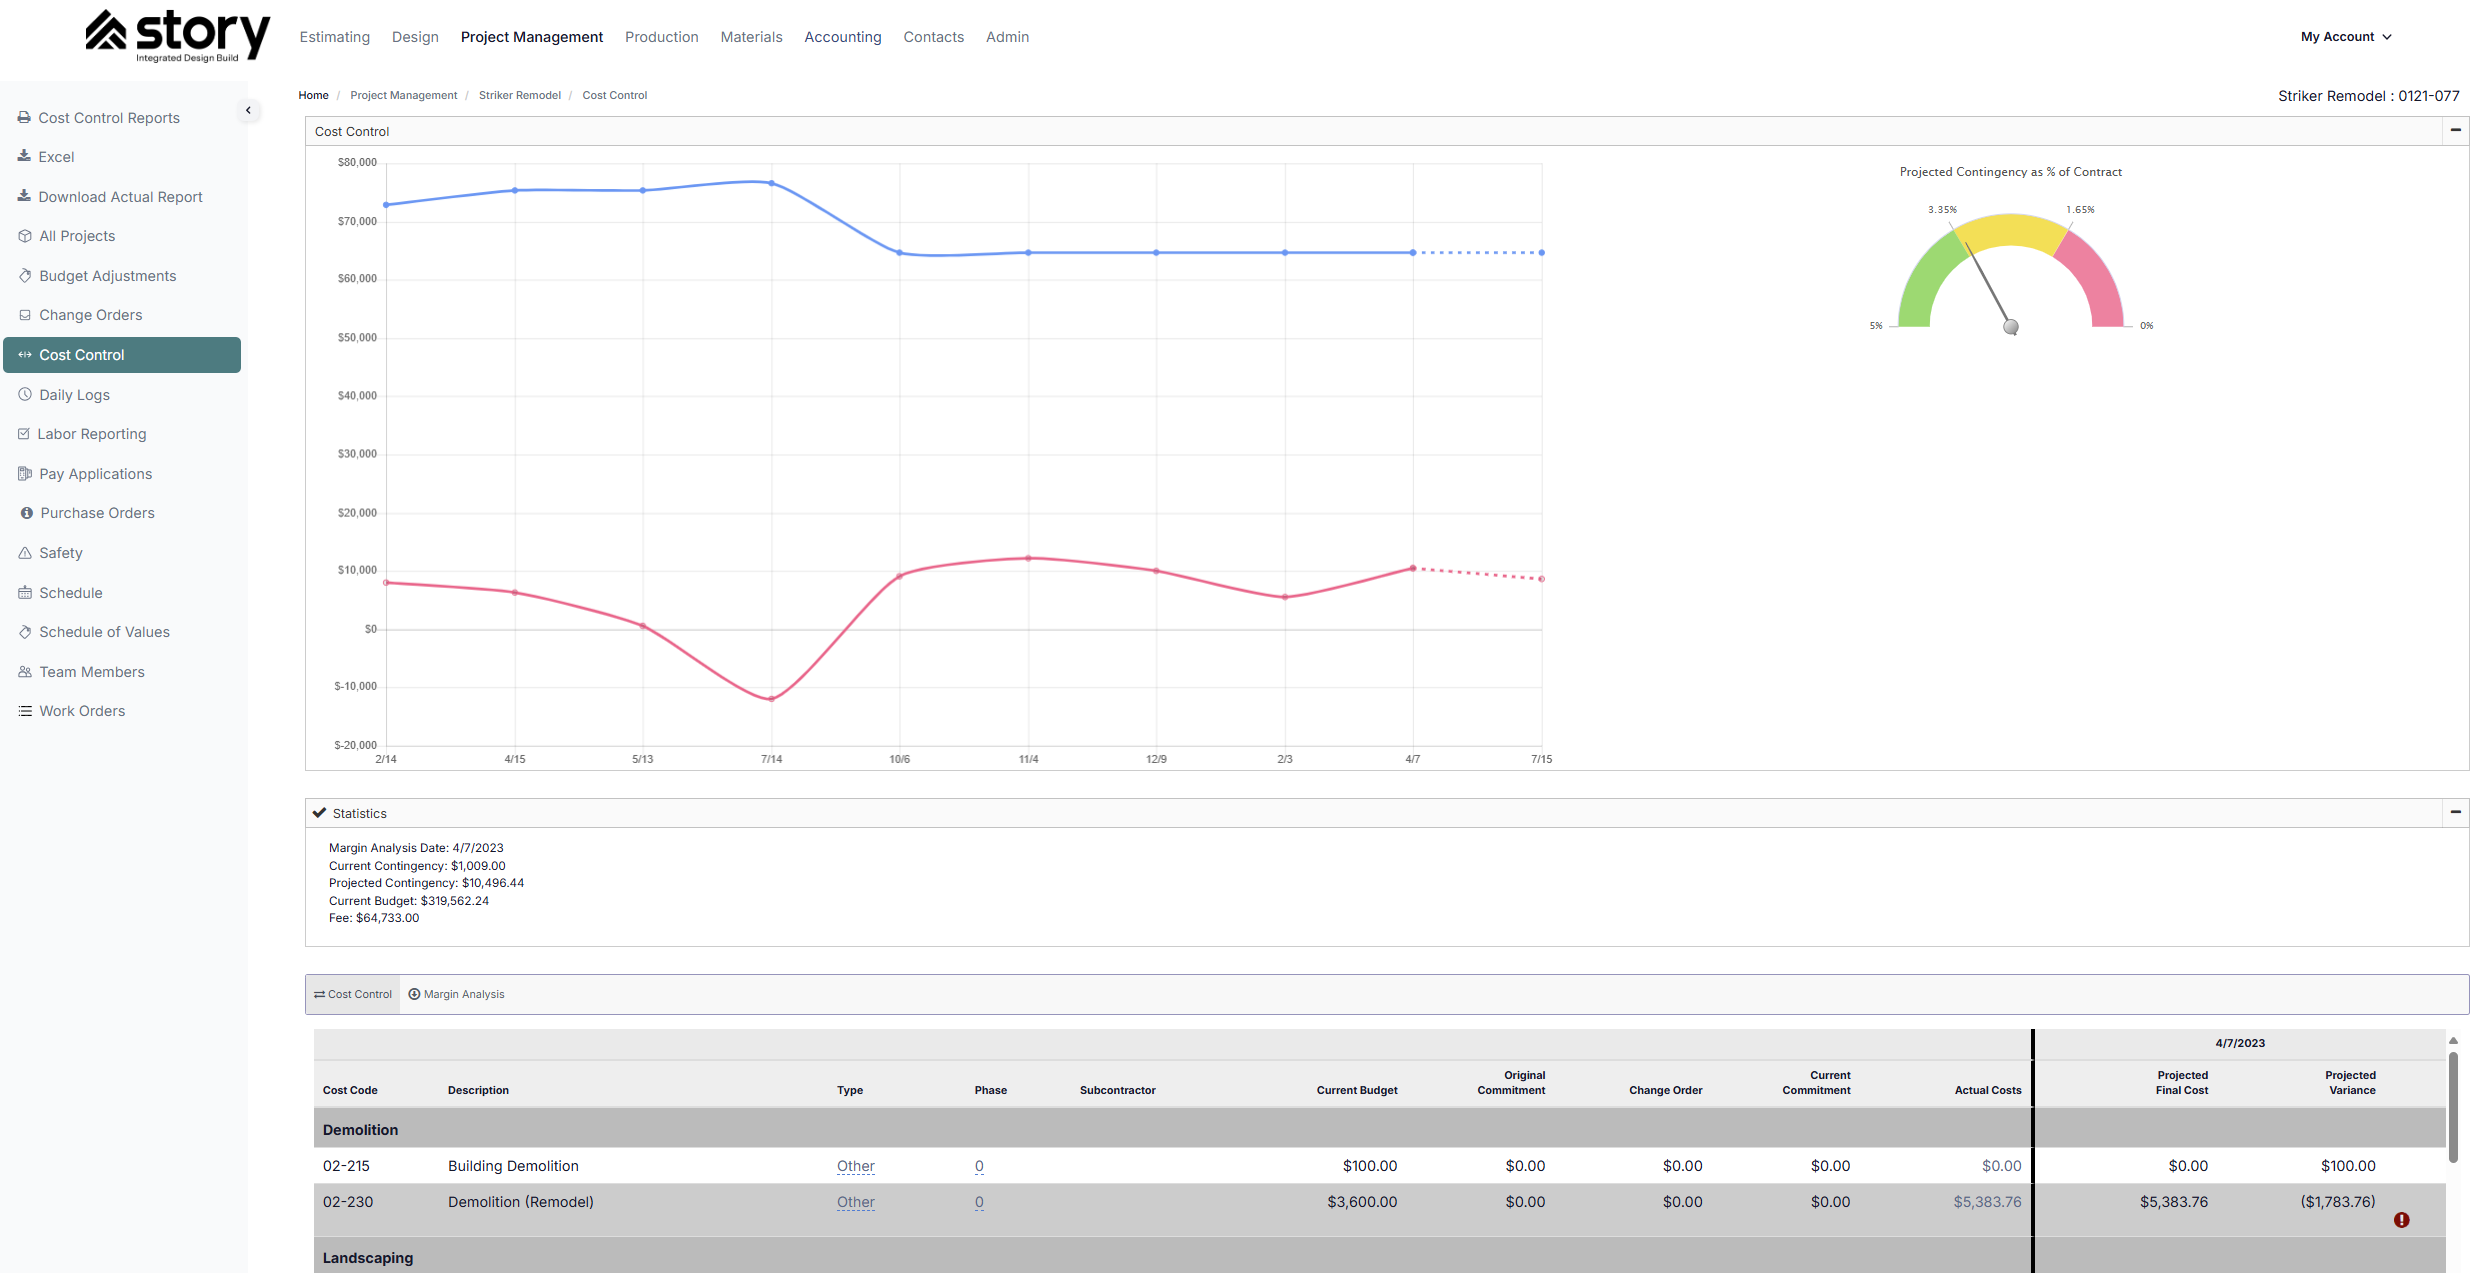 story
Integrated Design Build
Estimating Design Project Management Production Materials Accounting Contacts Admin
My Account
Cost Control Reports
Excel
Download Actual Report
All Projects
Budget Adjustments
Change Orders
Cost Control
Daily Logs
Labor Reporting
Pay Applications
Purchase Orders
Safety
Schedule
Schedule of Values
Team Members
Work Orders
Home / Project Management / Striker Remodel / Cost Control
Striker Remodel : 0121-077
Cost Control
$80,000
$70,000
$60,000
$50,000
$40,000
$30,000
$20,000
$10,000
$0
$-10,000
$-20,000
2/14 4/15 5/13 7/14 10/6 11/4 12/9 2/3 4/7 7/15
Projected Contingency as % of Contract
3.35% 1.65%
5% 0%
Statistics
Margin Analysis Date: 4/7/2023
Current Contingency: $1,009.00
Projected Contingency: $10,496.44
Current Budget: $319,562.24
Fee: $64,733.00
Cost Control Margin Analysis
4/7/2023
Cost Code Description Type Phase Subcontractor Current Budget Original Commitment Change Order Current Commitment Actual Costs Projected Final Cost Projected Variance
Demolition
02-215 Building Demolition Other 0 $100.00 $0.00 $0.00 $0.00 $0.00 $0.00 $100.00
02-230 Demolition (Remodel) Other 0 $3,600.00 $0.00 $0.00 $0.00 $5,383.76 $5,383.76 ($1,783.76)
Landscaping